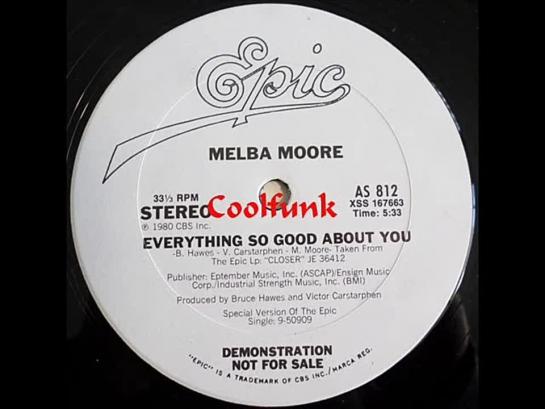 Epic
MELBA MOORE
33⅓ RPM
STEREO
℗ 1980 CBS Inc.
Coolfunk
AS 812
XSS 167663
Time: 5:33
EVERYTHING SO GOOD ABOUT YOU
-B. Hawes - V. Carstarphen - M. Moore- Taken From
The Epic Lp: "CLOSER" JE 36412
Publisher: Eptember Music, Inc. (ASCAP)/Ensign Music
Corp./Industrial Strength Music, Inc. (BMI)
Produced by Bruce Hawes and Victor Carstarphen
Special Version Of The Epic
Single: 9-50909
DEMONSTRATION
NOT FOR SALE
"EPIC" IS A TRADEMARK OF CBS INC./MARCA REG.